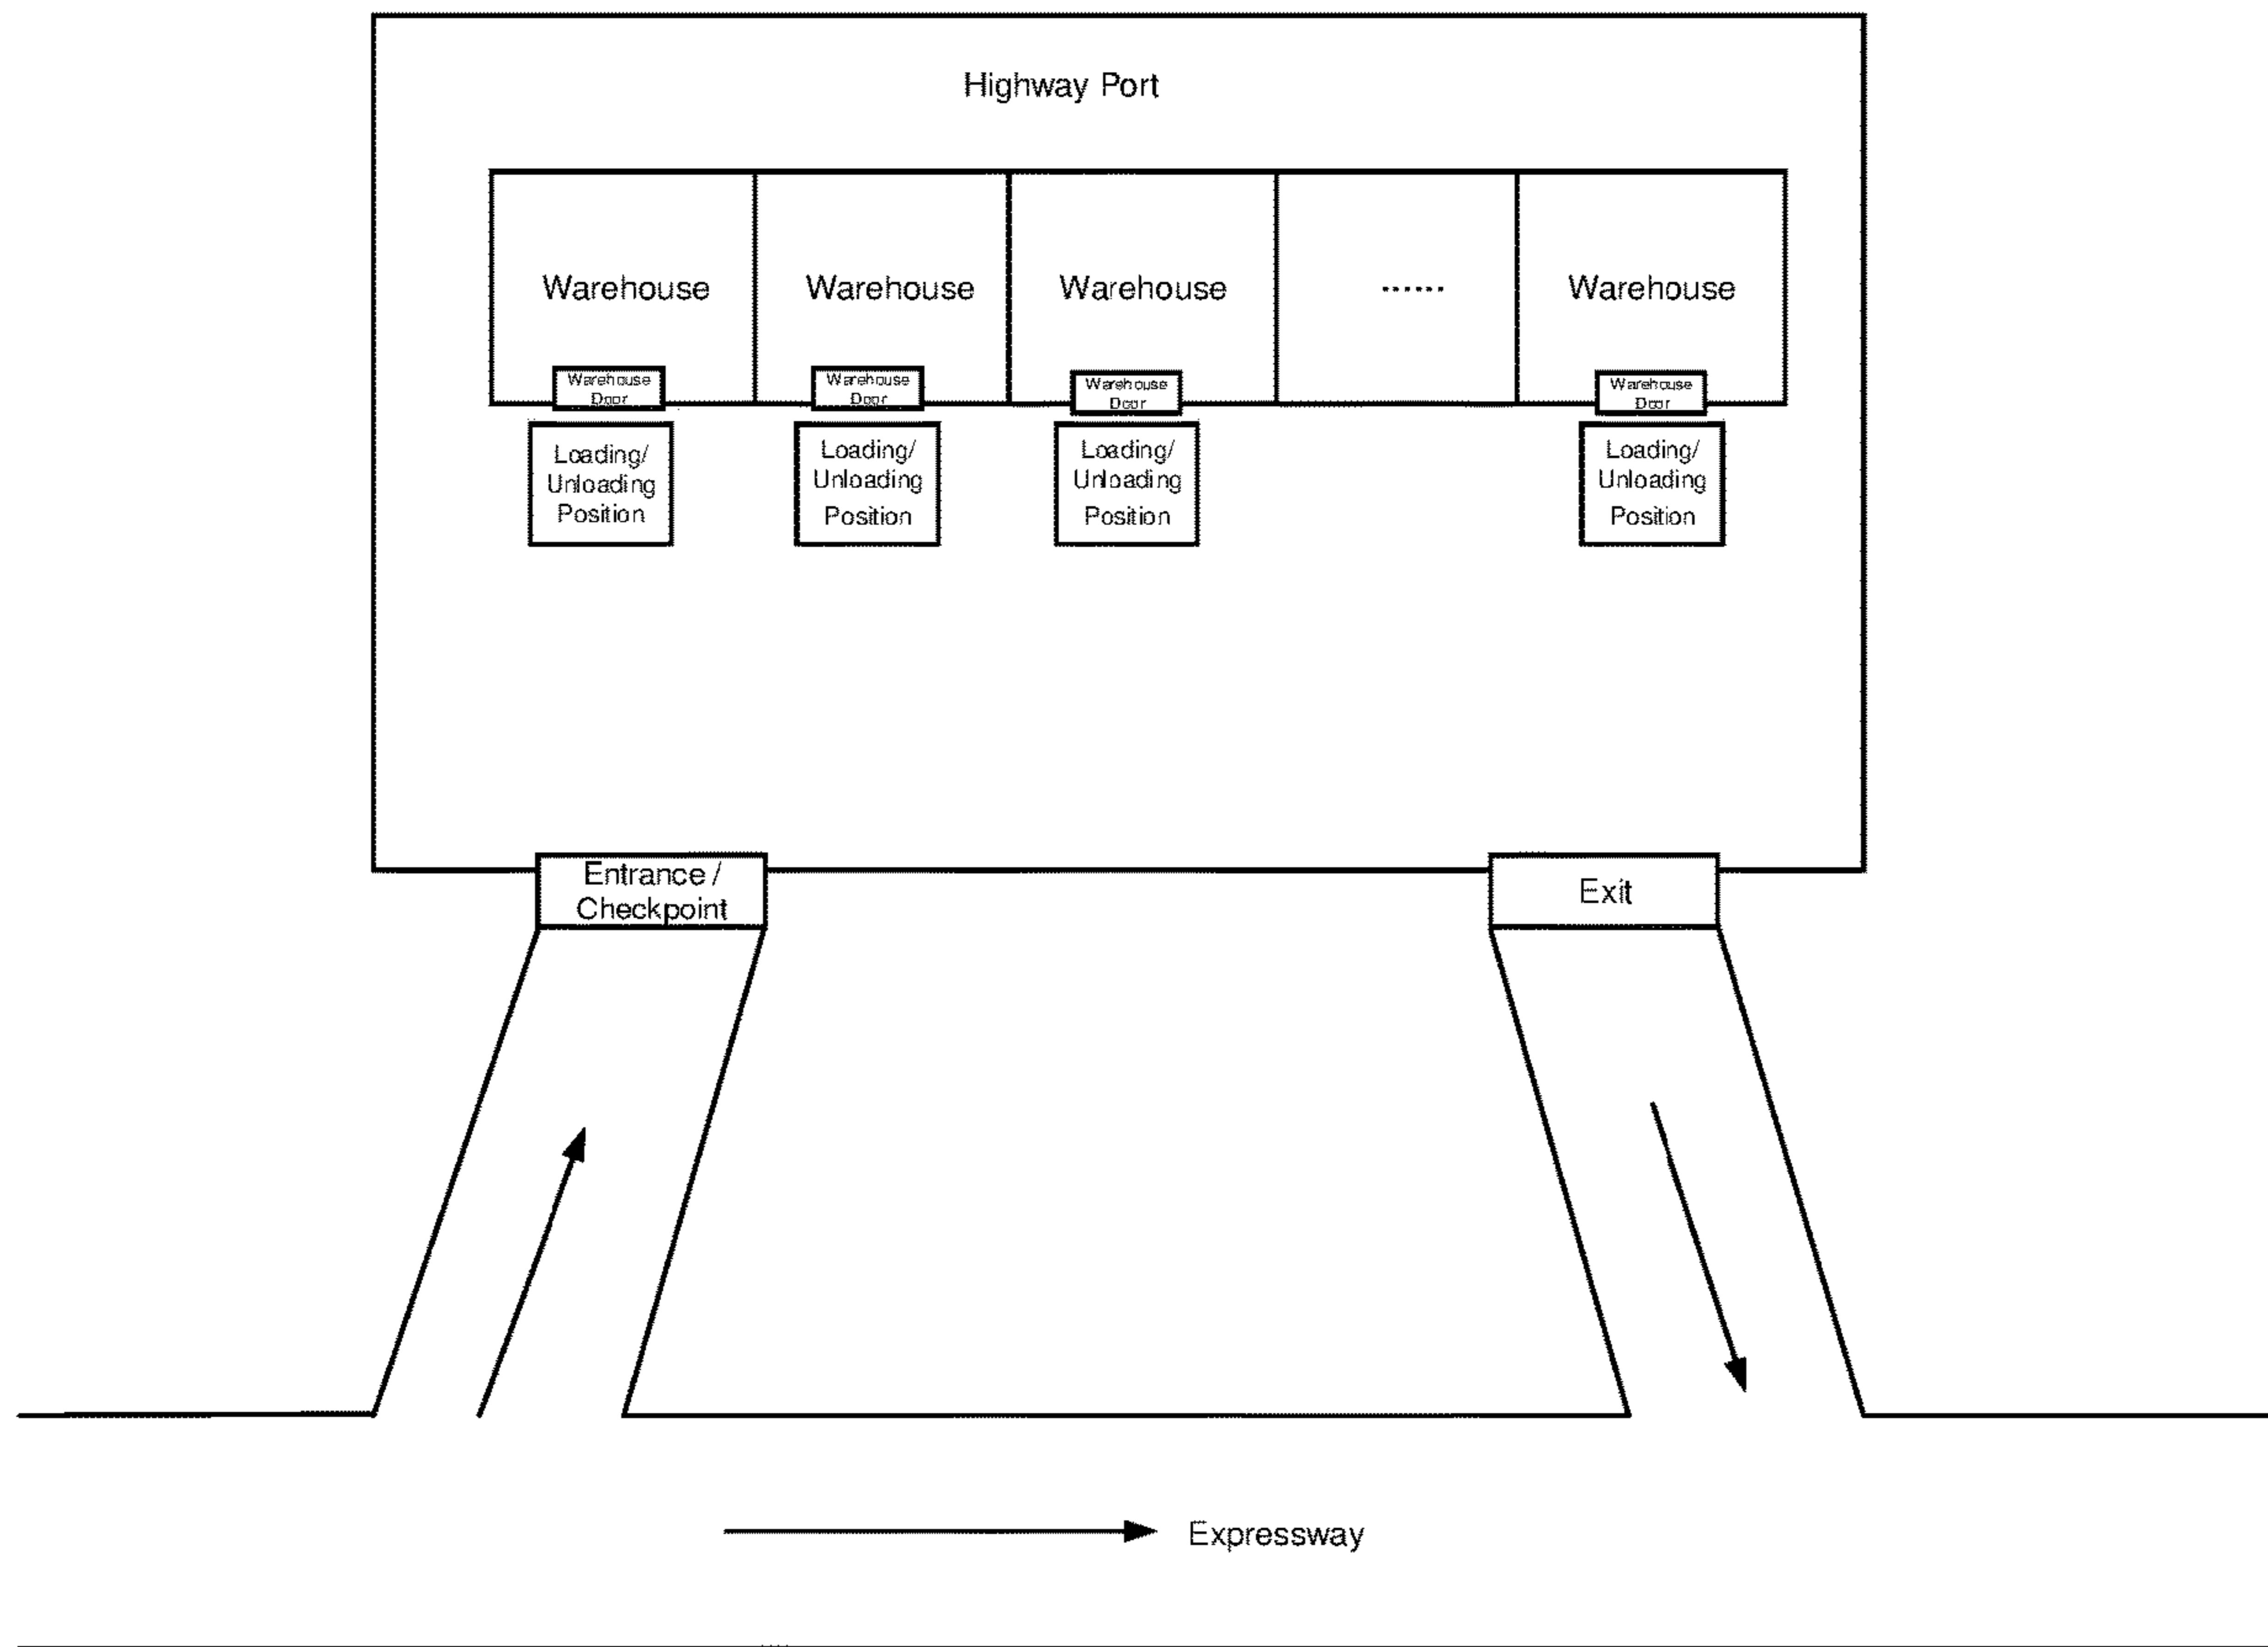 Highway Port
Warehouse
Warehouse
Warehouse
......
Warehouse
Warehouse
Door
Warehouse
Door
Warehouse
Door
Warehouse
Door
Loading/
Unloading
Position
Loading/
Unloading
Position
Loading/
Unloading
Position
Loading/
Unloading
Position
Entrance /
Checkpoint
Exit
Expressway